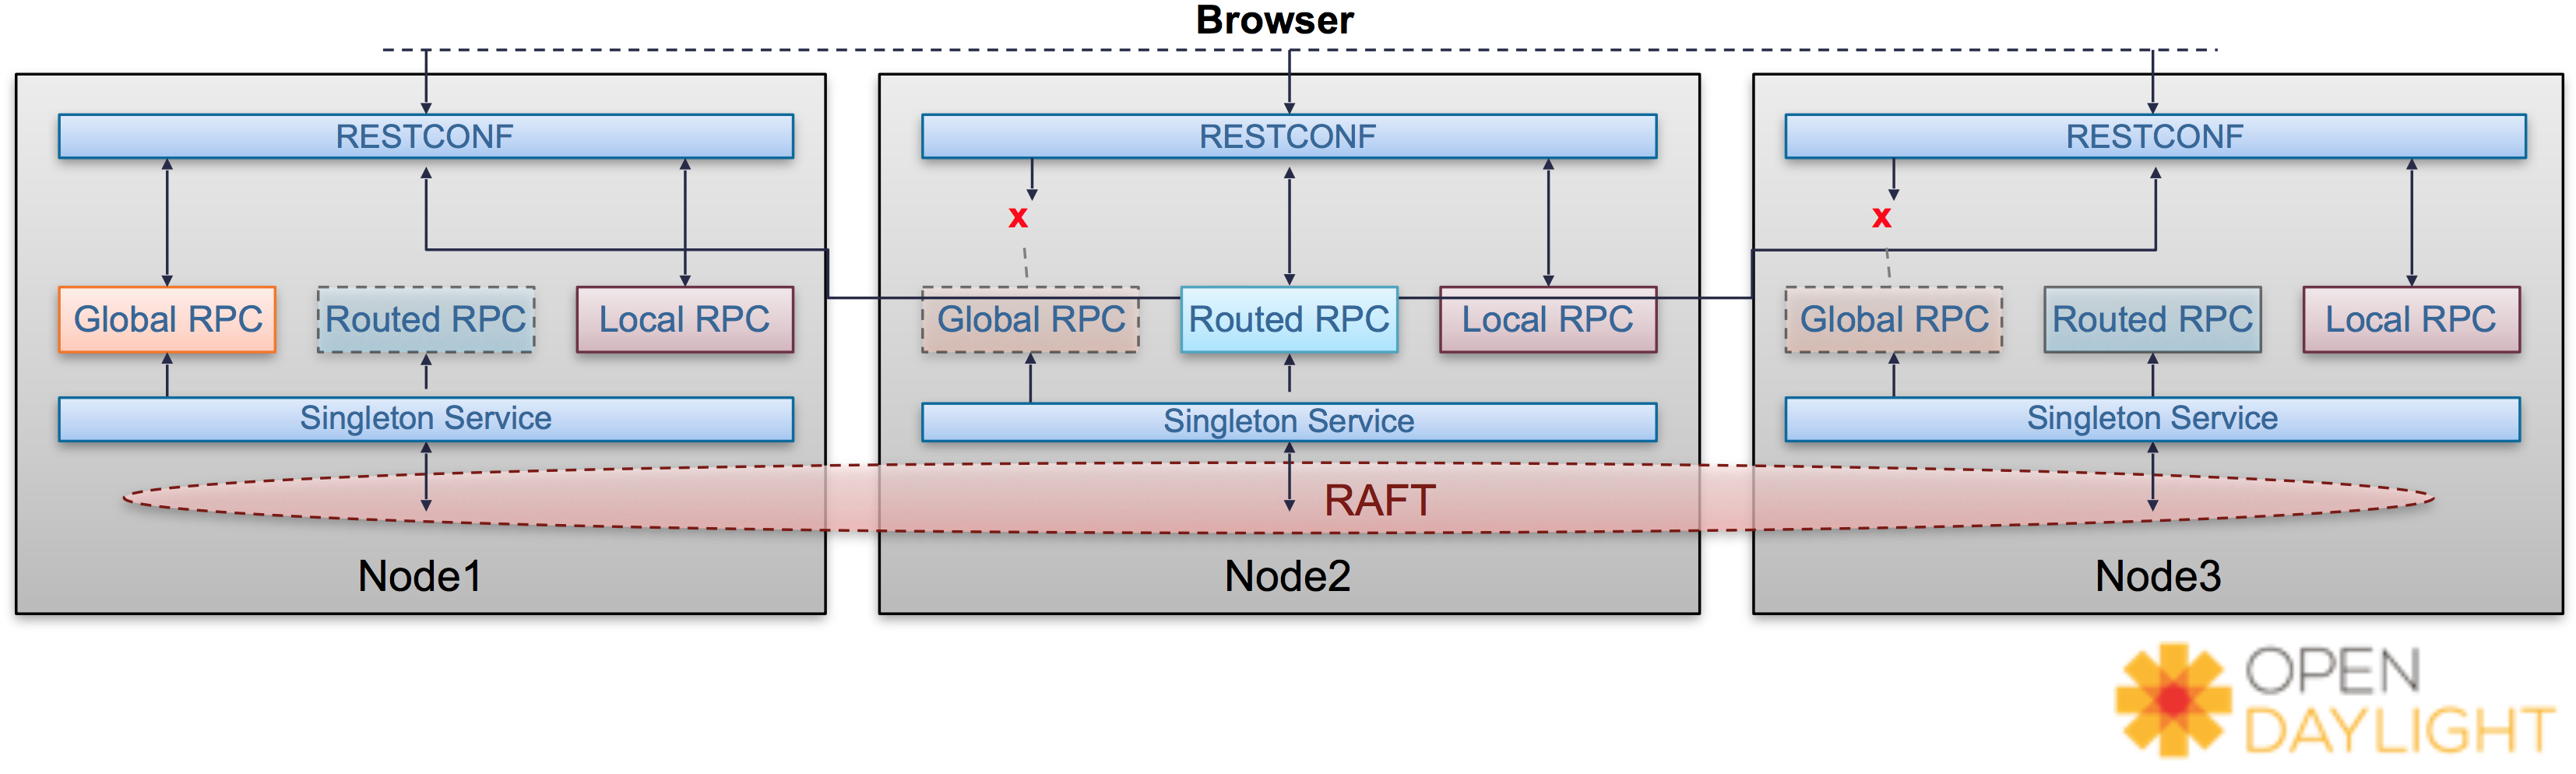 Browser
RESTCONF
RESTCONF
RESTCONF
x
x
Global RPC
Routed RPC
Local RPC
Global RPC
Routed RPC
Local RPC
Global RPC
Routed RPC
Local RPC
Singleton Service
Singleton Service
Singleton Service
RAFT
Node1
Node2
Node3
OPEN
DAYLIGHT